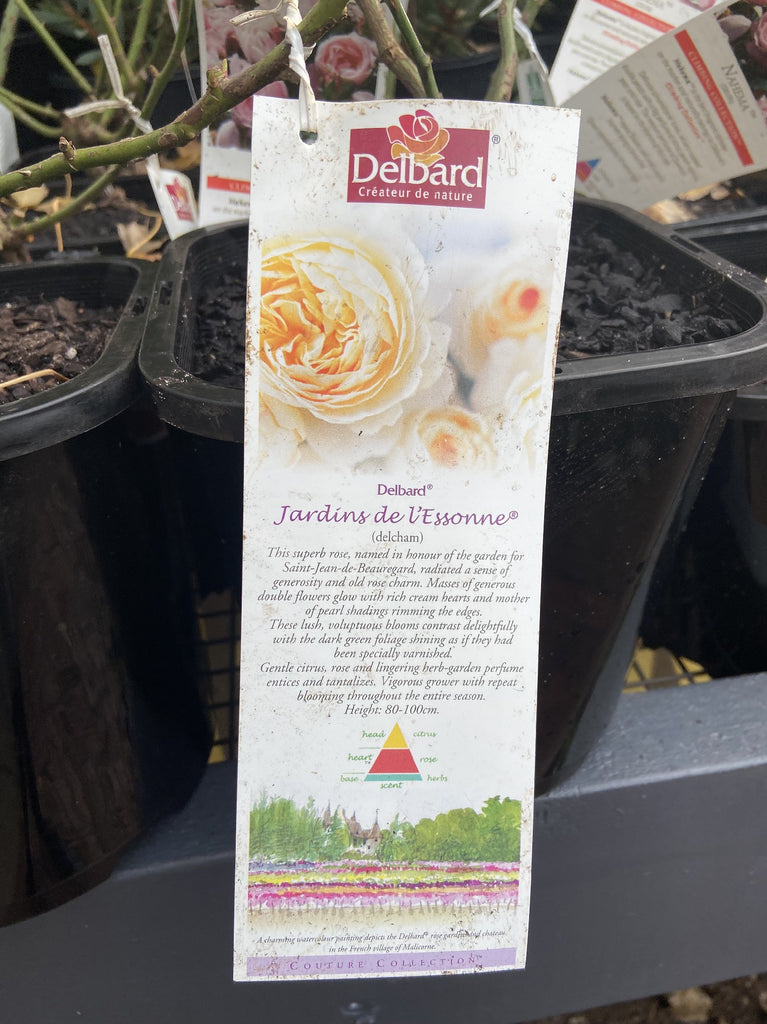 Delbard®
Créateur de nature
Delbard®
Jardins de l'Essonne®
(delcham)
This superb rose, named in honour of the garden for
Saint-Jean-de-Beauregard, radiated a sense of
generosity and old rose charm. Masses of generous
double flowers glow with rich cream hearts and mother
of pearl shadings rimming the edges.
These lush, voluptuous blooms contrast delightfully
with the dark green foliage shining as if they had
been specially varnished.
Gentle citrus, rose and lingering herb-garden perfume
entices and tantalizes. Vigorous grower with repeat
blooming throughout the entire season.
Height: 80-100cm.
head citrus
heart rose
base herbs
scent
A charming watercolour painting depicts the Delbard® rose garden and chateau
in the French village of Malicorne.
COUTURE COLLECTION™
NAHEMA™
CLIMBING COLLECTION™